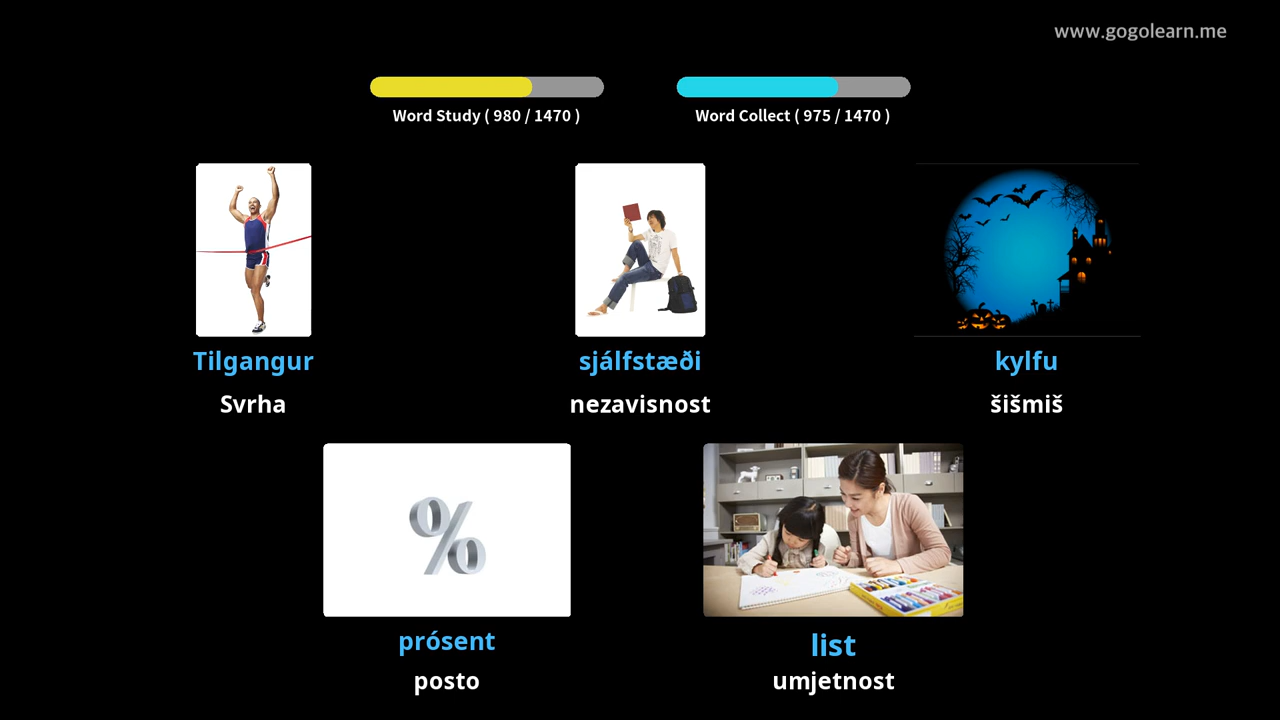 www.gogolearn.me
Word Study ( 980 / 1470 )
Word Collect ( 975 / 1470 )
Tilgangur
Svrha
sjálfstæði
nezavisnost
kylfu
šišmiš
prósent
posto
list
umjetnost
%